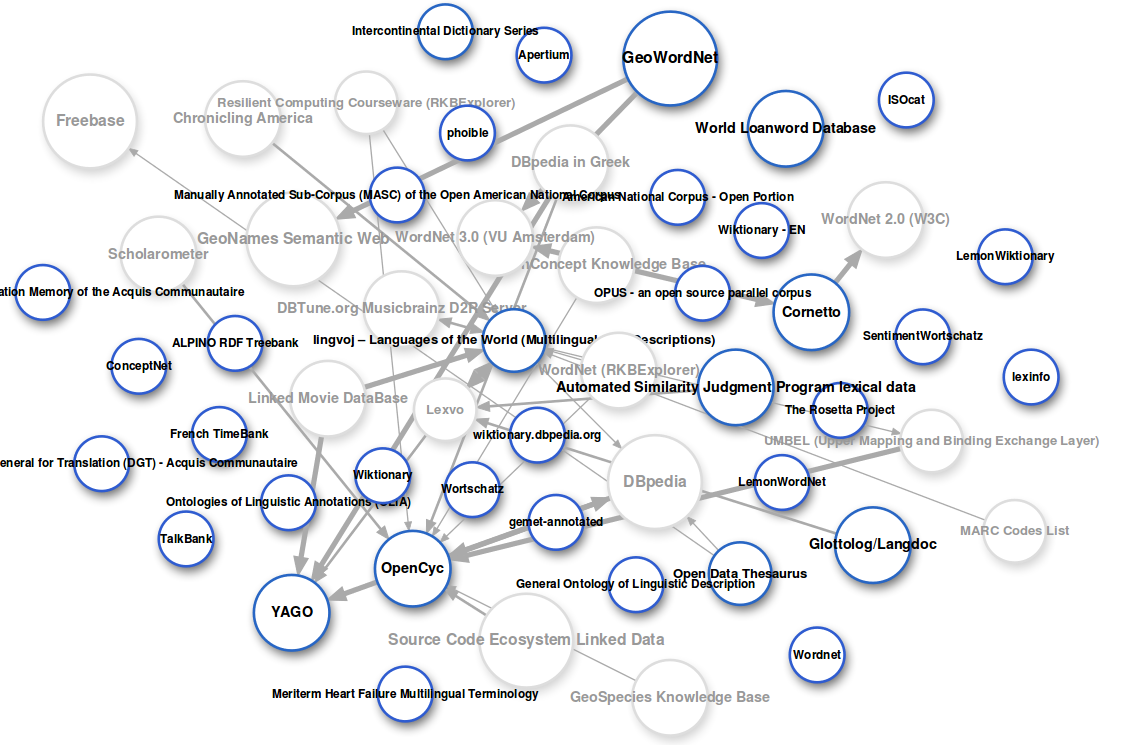 Intercontinental Dictionary Series
Apertium
GeoWordNet
ISOcat
Resilient Computing Courseware (RKBExplorer)
Chronicling America
Freebase
phoible
World Loanword Database
DBpedia in Greek
Manually Annotated Sub-Corpus (MASC) of the Open American National Corpus
American National Corpus - Open Portion
WordNet 2.0 (W3C)
Wiktionary - EN
GeoNames Semantic Web
WordNet 3.0 (VU Amsterdam)
Scholarometer
LemonWiktionary
Concept Knowledge Base
ation Memory of the Acquis Communautaire
OPUS - an open source parallel corpus
DBTune.org Musicbrainz D2R Server
Cornetto
SentimentWortschatz
ALPINO RDF Treebank
lingvoj – Languages of the World (Multilingual Descriptions)
ConceptNet
WordNet (RKBExplorer)
lexinfo
Automated Similarity Judgment Program lexical data
Linked Movie DataBase
Lexvo
The Rosetta Project
French TimeBank
wiktionary.dbpedia.org
UMBEL (Upper Mapping and Binding Exchange Layer)
eneral for Translation (DGT) - Acquis Communautaire
Wiktionary
DBpedia
LemonWordNet
Wortschatz
Ontologies of Linguistic Annotations (OLiA)
gemet-annotated
MARC Codes List
TalkBank
Glottolog/Langdoc
OpenCyc
Open Data Thesaurus
General Ontology of Linguistic Description
YAGO
Source Code Ecosystem Linked Data
Wordnet
Meriterm Heart Failure Multilingual Terminology
GeoSpecies Knowledge Base